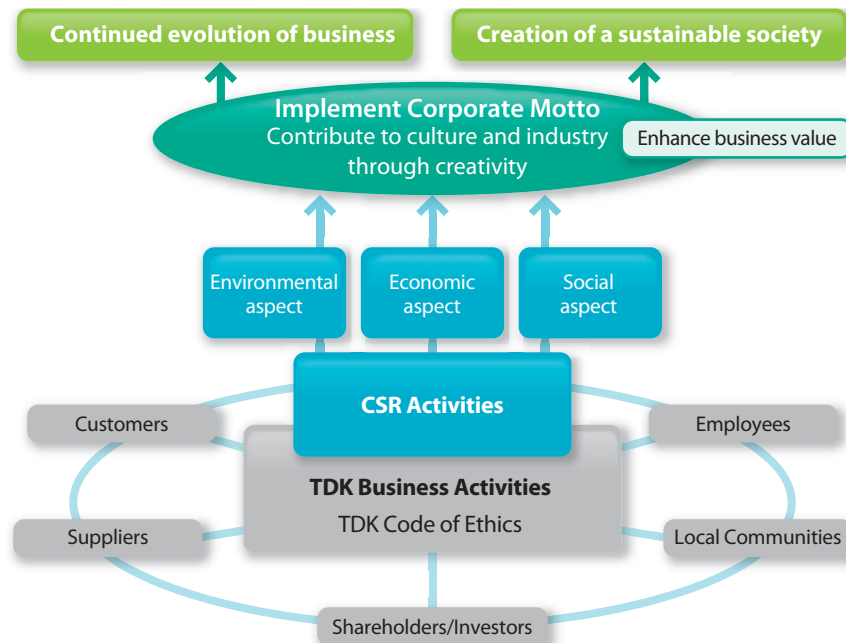 Continued evolution of business
Creation of a sustainable society
Implement Corporate Motto
Contribute to culture and industry
through creativity
Enhance business value
Environmental
aspect
Economic
aspect
Social
aspect
CSR Activities
Customers
Employees
TDK Business Activities
TDK Code of Ethics
Suppliers
Local Communities
Shareholders/Investors